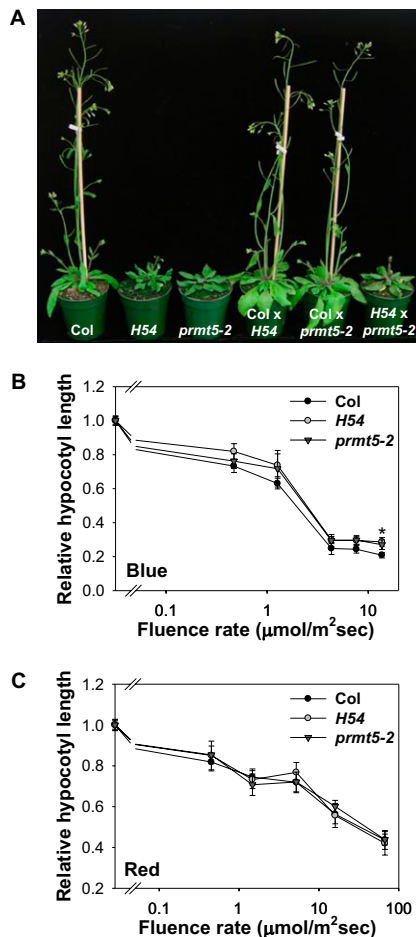 A
Col
H54
prmt5-2
Col x
H54
Col x
prmt5-2
H54 x
prmt5-2
B
Relative hypocotyl length
1.2
1.0
0.8
0.6
0.4
0.2
0.0
Col
H54
prmt5-2
*
Blue
0.1 1 10
Fluence rate (μmol/m²sec)
C
Relative hypocotyl length
1.2
1.0
0.8
0.6
0.4
0.2
Col
H54
prmt5-2
Red
0.1 1 10 100
Fluence rate (μmol/m²sec)